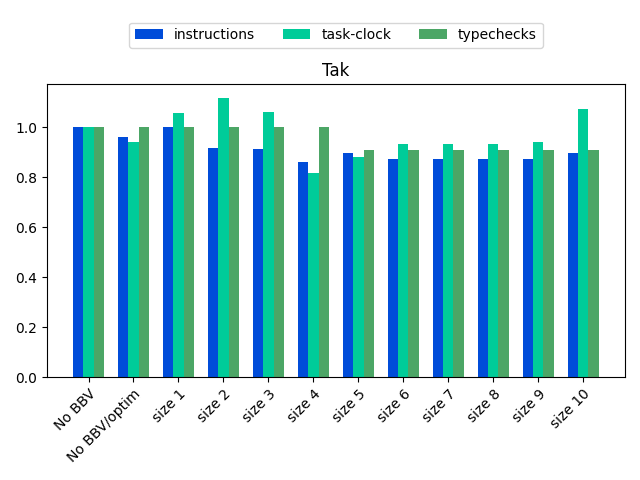 instructions task-clock typechecks
Tak
1.0
0.8
0.6
0.4
0.2
0.0
No BBV
No BBV/optim
size 1
size 2
size 3
size 4
size 5
size 6
size 7
size 8
size 9
size 10